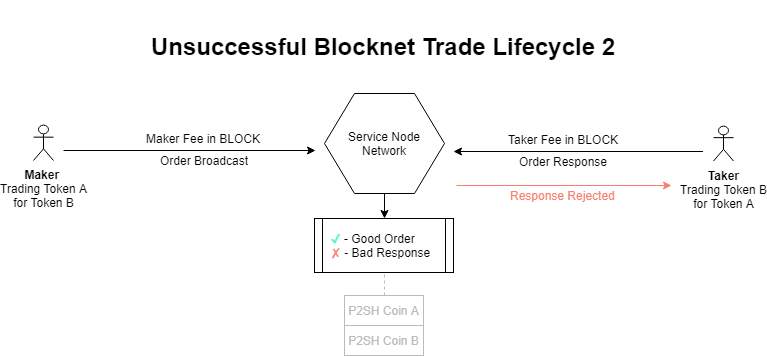 Unsuccessful Blocknet Trade Lifecycle 2
Maker Fee in BLOCK
Order Broadcast
Service Node
Network
Taker Fee in BLOCK
Order Response
Response Rejected
Maker
Trading Token A
for Token B
Taker
Trading Token B
for Token A
✓ - Good Order
✗ - Bad Response
P2SH Coin A
P2SH Coin B